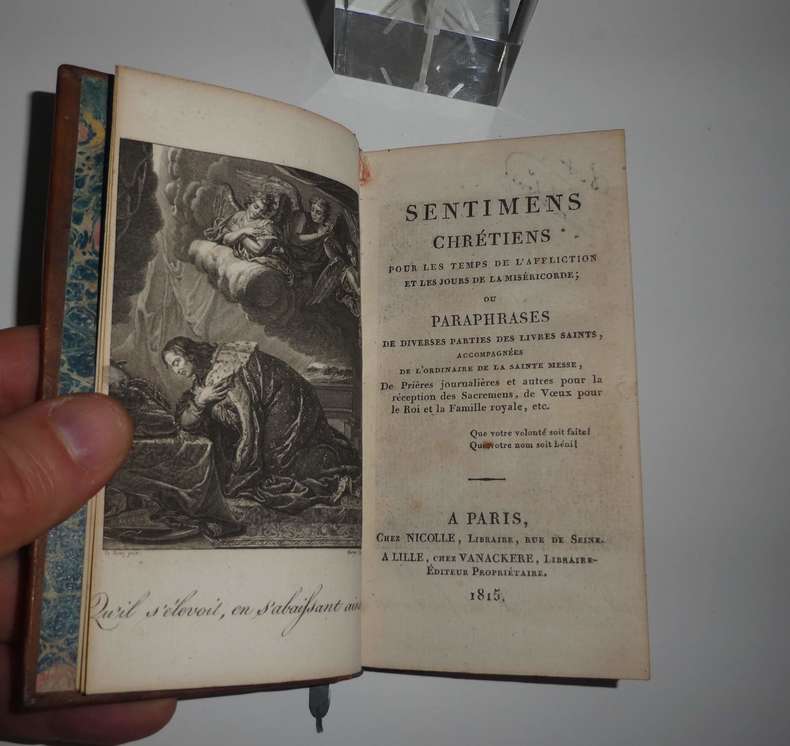 pinx
Qu'il s'élevoit, en s'abaissant
SENTIMENS
CHRÉTIENS
POUR LES TEMPS DE L'AFFLICTION
ET LES JOURS DE LA MISÉRICORDE;
OU
PARAPHRASES
DE DIVERSES PARTIES DES LIVRES SAINTS,
ACCOMPAGNÉES
DE L'ORDINAIRE DE LA SAINTE MESSE,
De Prières journalières et autres pour la
réception des Sacremens, de Vœux pour
le Roi et la Famille royale, etc.
Que votre volonté soit faite!
Que votre nom soit béni!
A PARIS,
CHEZ NICOLLE, LIBRAIRE, RUE DE SEINE.
A LILLE, CHEZ VANACKERE, LIBRAIRE-
ÉDITEUR PROPRIÉTAIRE.
1815.